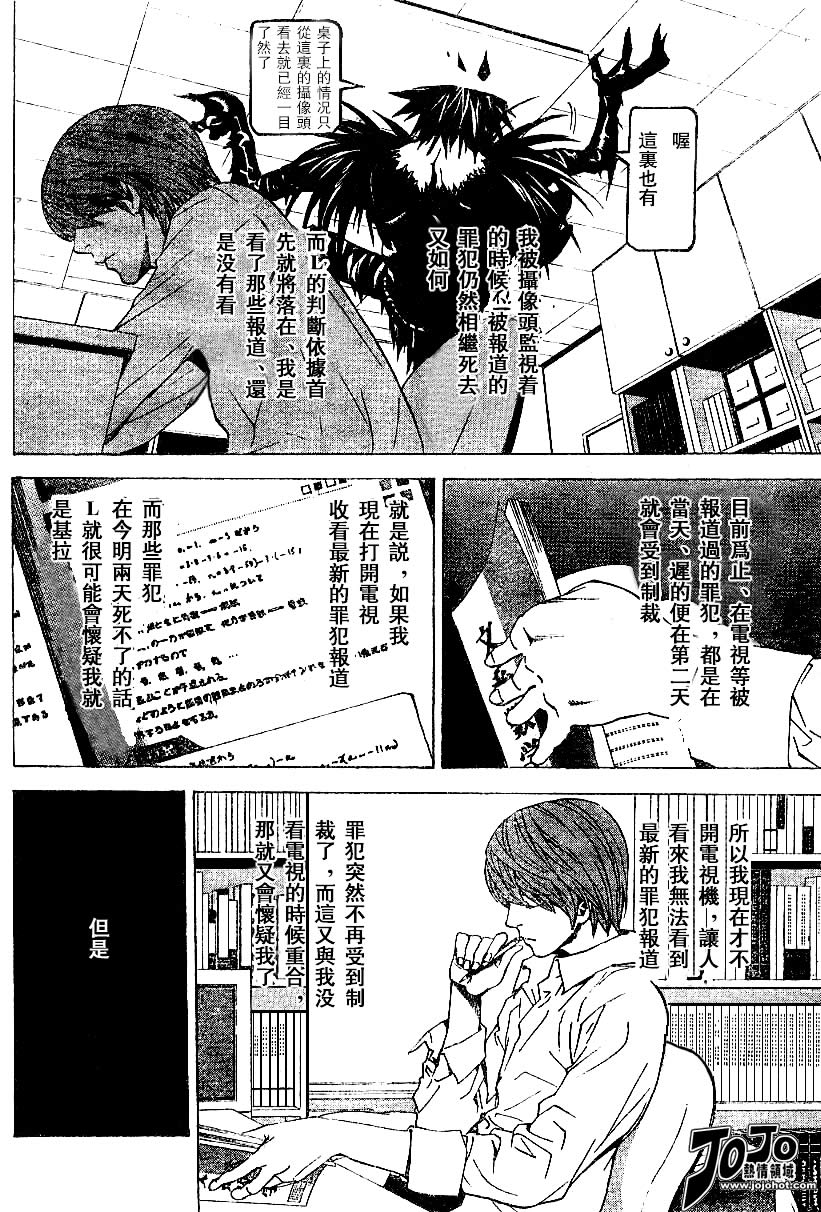 喔
這裏也有
桌子上的情况只
從這裏的攝像頭
看去就已經一目
了然了
我被攝像頭監視着
的時候、被報道的
罪犯仍然相繼死去
又如何
而L的判斷依據首
先就將落在、我是
看了那些報道、還
是没有看
目前爲止、在電視等被
報道過的罪犯，都是在
當天、遲的便在第二天
就會受到制裁
就是説，如果我
現在打開電視
收看最新的罪犯報道
而那些罪犯
在今明兩天死不了的話
L就很可能會懷疑我就
是基拉
所以我現在才不
開電視機，讓人
看來我無法看到
最新的罪犯報道
罪犯突然不再受到制
裁了，而這又與我没
看電視的時候重合，
那就又會懷疑我了
但是
JOJO
熱情領域
www.jojohot.com